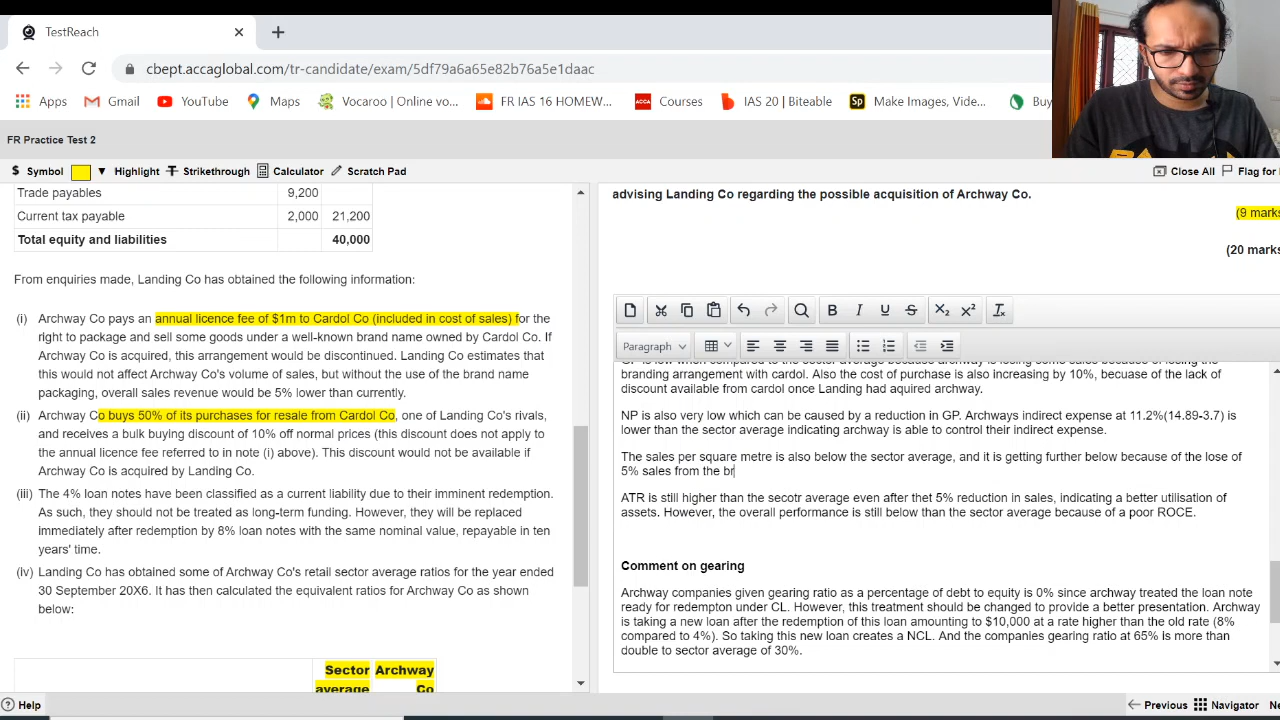 TestReach
cbept.accaglobal.com/tr-candidate/exam/5df79a6a65e82b76a5e1daac
Apps Gmail YouTube Maps Vocaroo | Online vo... FR IAS 16 HOMEW... ACCA Courses IAS 20 | Biteable Sp Make Images, Vide... Buy
FR Practice Test 2
$ Symbol Highlight Strikethrough Calculator Scratch Pad
Close All Flag for
Trade payables 9,200
Current tax payable 2,000 21,200
Total equity and liabilities 40,000
From enquiries made, Landing Co has obtained the following information:
(i) Archway Co pays an annual licence fee of $1m to Cardol Co (included in cost of sales) for the
right to package and sell some goods under a well-known brand name owned by Cardol Co. If
Archway Co is acquired, this arrangement would be discontinued. Landing Co estimates that
this would not affect Archway Co's volume of sales, but without the use of the brand name
packaging, overall sales revenue would be 5% lower than currently.
(ii) Archway Co buys 50% of its purchases for resale from Cardol Co, one of Landing Co's rivals,
and receives a bulk buying discount of 10% off normal prices (this discount does not apply to
the annual licence fee referred to in note (i) above). This discount would not be available if
Archway Co is acquired by Landing Co.
(iii) The 4% loan notes have been classified as a current liability due to their imminent redemption.
As such, they should not be treated as long-term funding. However, they will be replaced
immediately after redemption by 8% loan notes with the same nominal value, repayable in ten
years' time.
(iv) Landing Co has obtained some of Archway Co's retail sector average ratios for the year ended
30 September 20X6. It has then calculated the equivalent ratios for Archway Co as shown
below:
Sector Archway
average Co
advising Landing Co regarding the possible acquisition of Archway Co.
(9 marks
(20 marks
B I U S X₂ X² Iₓ
Paragraph
branding arrangement with cardol. Also the cost of purchase is also increasing by 10%, becuase of the lack of
discount available from cardol once Landing had aquired archway.
NP is also very low which can be caused by a reduction in GP. Archways indirect expense at 11.2%(14.89-3.7) is
lower than the sector average indicating archway is able to control their indirect expense.
The sales per square metre is also below the sector average, and it is getting further below because of the lose of
5% sales from the br
ATR is still higher than the secotr average even after thet 5% reduction in sales, indicating a better utilisation of
assets. However, the overall performance is still below than the sector average because of a poor ROCE.
Comment on gearing
Archway companies given gearing ratio as a percentage of debt to equity is 0% since archway treated the loan note
ready for redempton under CL. However, this treatment should be changed to provide a better presentation. Archway
is taking a new loan after the redemption of this loan amounting to $10,000 at a rate higher than the old rate (8%
compared to 4%). So taking this new loan creates a NCL. And the companies gearing ratio at 65% is more than
double to sector average of 30%.
Help
Previous Navigator Ne